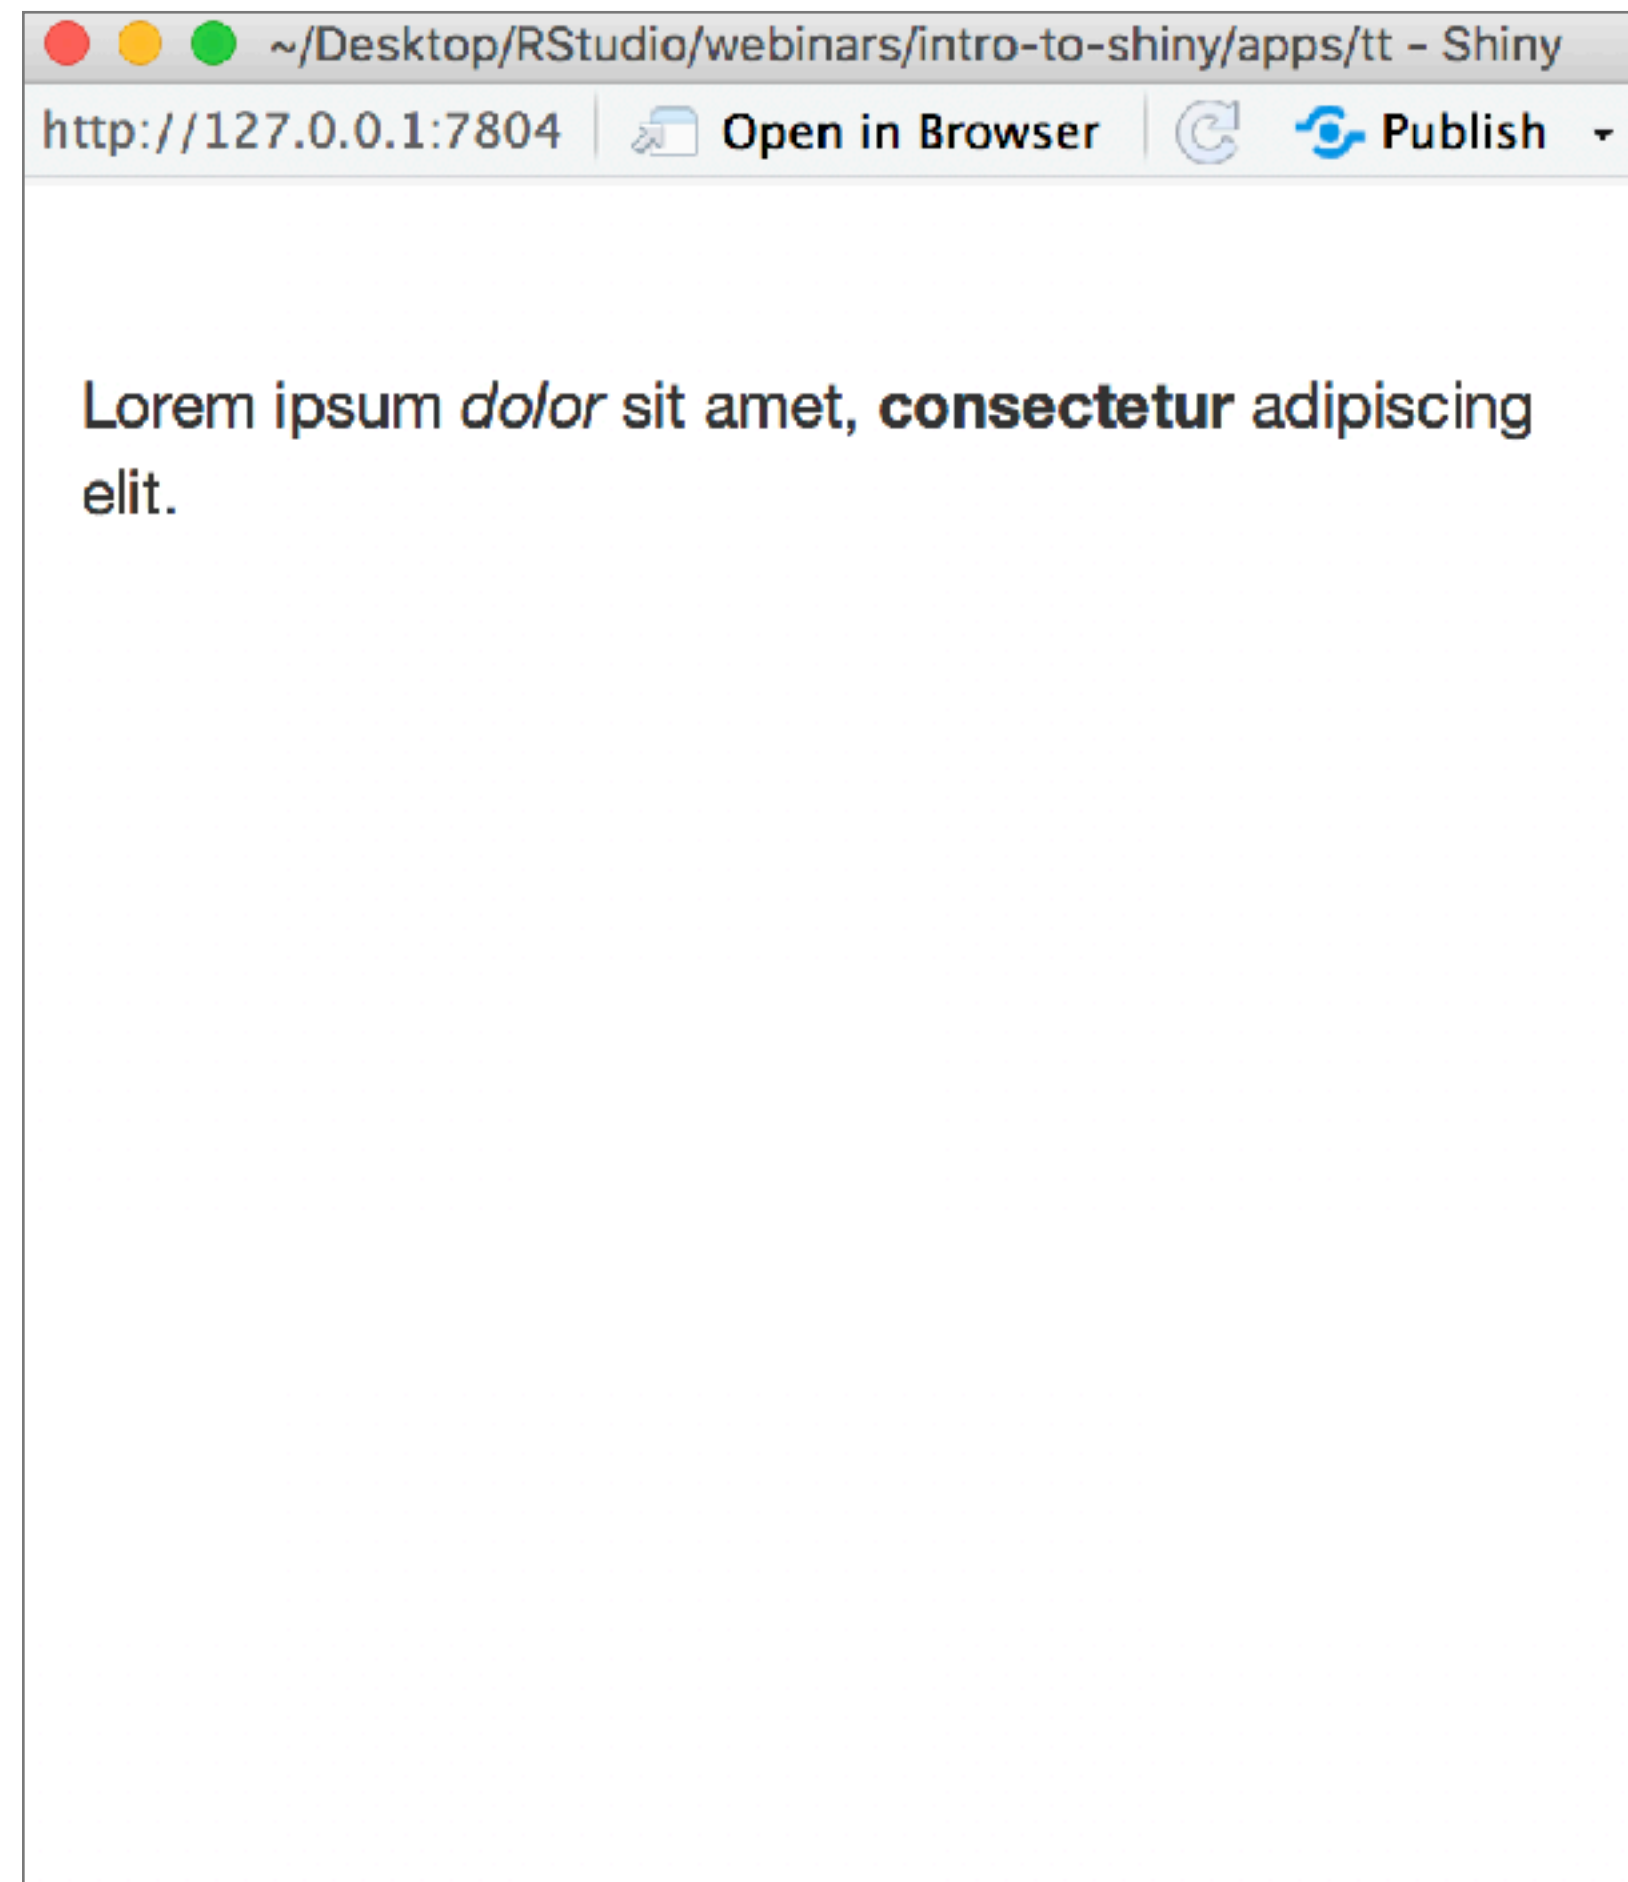 ~/Desktop/RStudio/webinars/intro-to-shiny/apps/tt – Shiny
http://127.0.0.1:7804 Open in Browser Publish
Lorem ipsum dolor sit amet, consectetur adipiscing
elit.